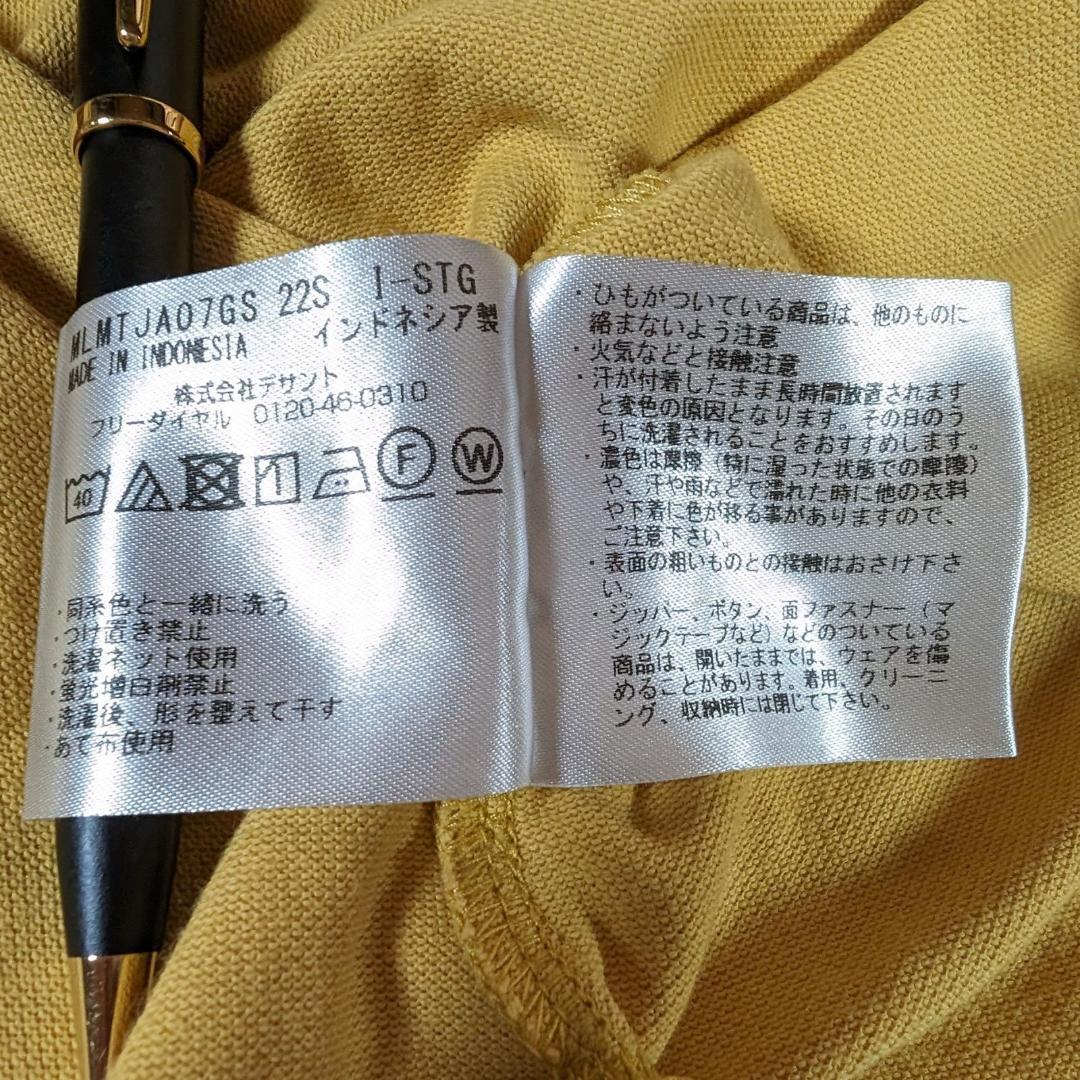 MLMTJA07GS 22S I-STG
MADE IN INDONESIA インドネシア製
株式会社デサント
フリーダイヤル 0120-46-0310
40 F W
・同系色と一緒に洗う
・つけ置き禁止
・洗濯ネット使用
・蛍光増白剤禁止
・洗濯後、形を整えて干す
・あて布使用
・ひもがついている商品は、他のものに
絡まないよう注意
・火気などと接触注意
・汗が付着したまま長時間放置されます
と変色の原因となります。その日のう
ちに洗濯されることをおすすめします。
・濃色は摩擦（特に湿った状態での摩擦）
や、汗や雨などで濡れた時に他の衣料
や下着に色が移る事がありますので、
ご注意下さい。
・表面の粗いものとの接触はおさけ下さ
い。
・ジッパー、ボタン、面ファスナー（マ
ジックテープなど）などのついている
商品は、開いたままでは、ウェアを傷
めることがあります。着用、クリーニ
ング、収納時には閉じて下さい。